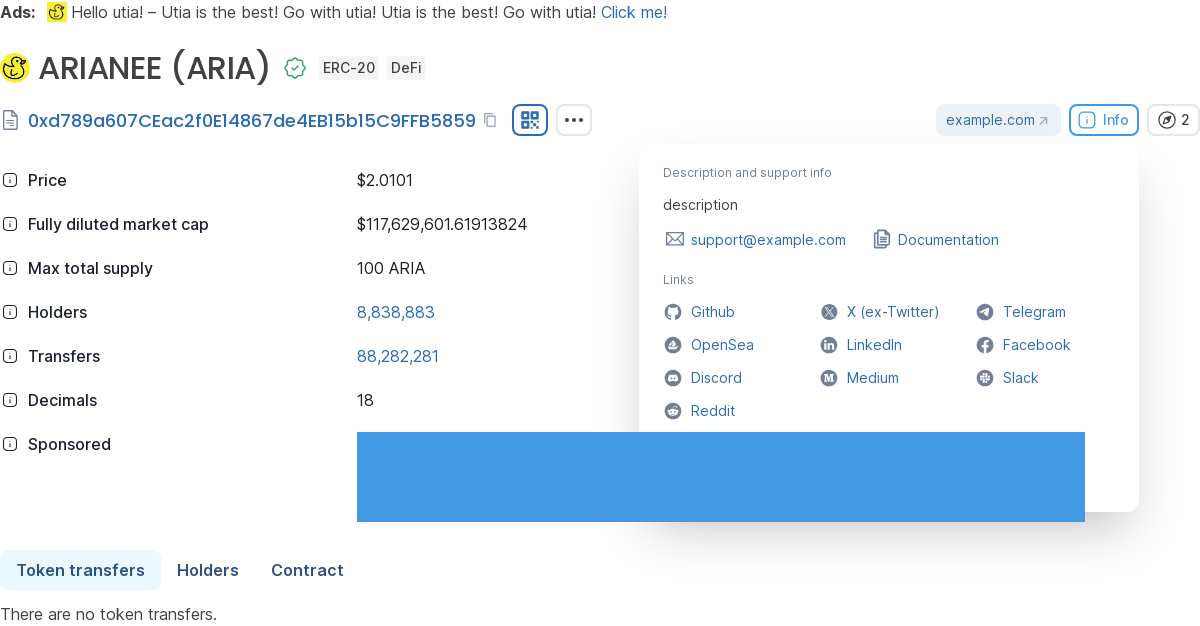 Ads: Hello utia! – Utia is the best! Go with utia! Utia is the best! Go with utia! Click me!
ARIANEE (ARIA) ERC-20 DeFi
0xd789a607CEac2f0E14867de4EB15b15C9FFB5859
example.com Info 2
Price $2.0101
Fully diluted market cap $117,629,601.61913824
Max total supply 100 ARIA
Holders 8,838,883
Transfers 88,282,281
Decimals 18
Sponsored
Description and support info
description
support@example.com Documentation
Links
Github X (ex-Twitter) Telegram
OpenSea LinkedIn Facebook
Discord Medium Slack
Reddit
Token transfers Holders Contract
There are no token transfers.